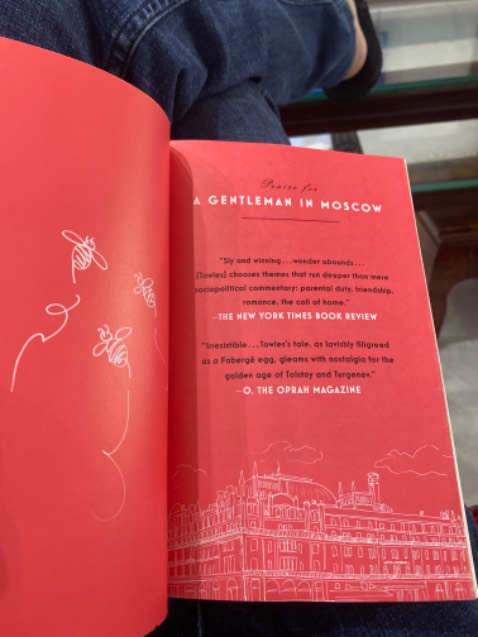 Praise for
A GENTLEMAN IN MOSCOW
"Sly and winning...wonder abounds...
[Towles] chooses themes that run deeper than mere
sociopolitical commentary: parental duty, friendship,
romance, the call of home."
—THE NEW YORK TIMES BOOK REVIEW
"Irresistible...Towles's tale, as lavishly filigreed
as a Fabergé egg, gleams with nostalgia for the
golden age of Tolstoy and Turgenev."
—O, THE OPRAH MAGAZINE